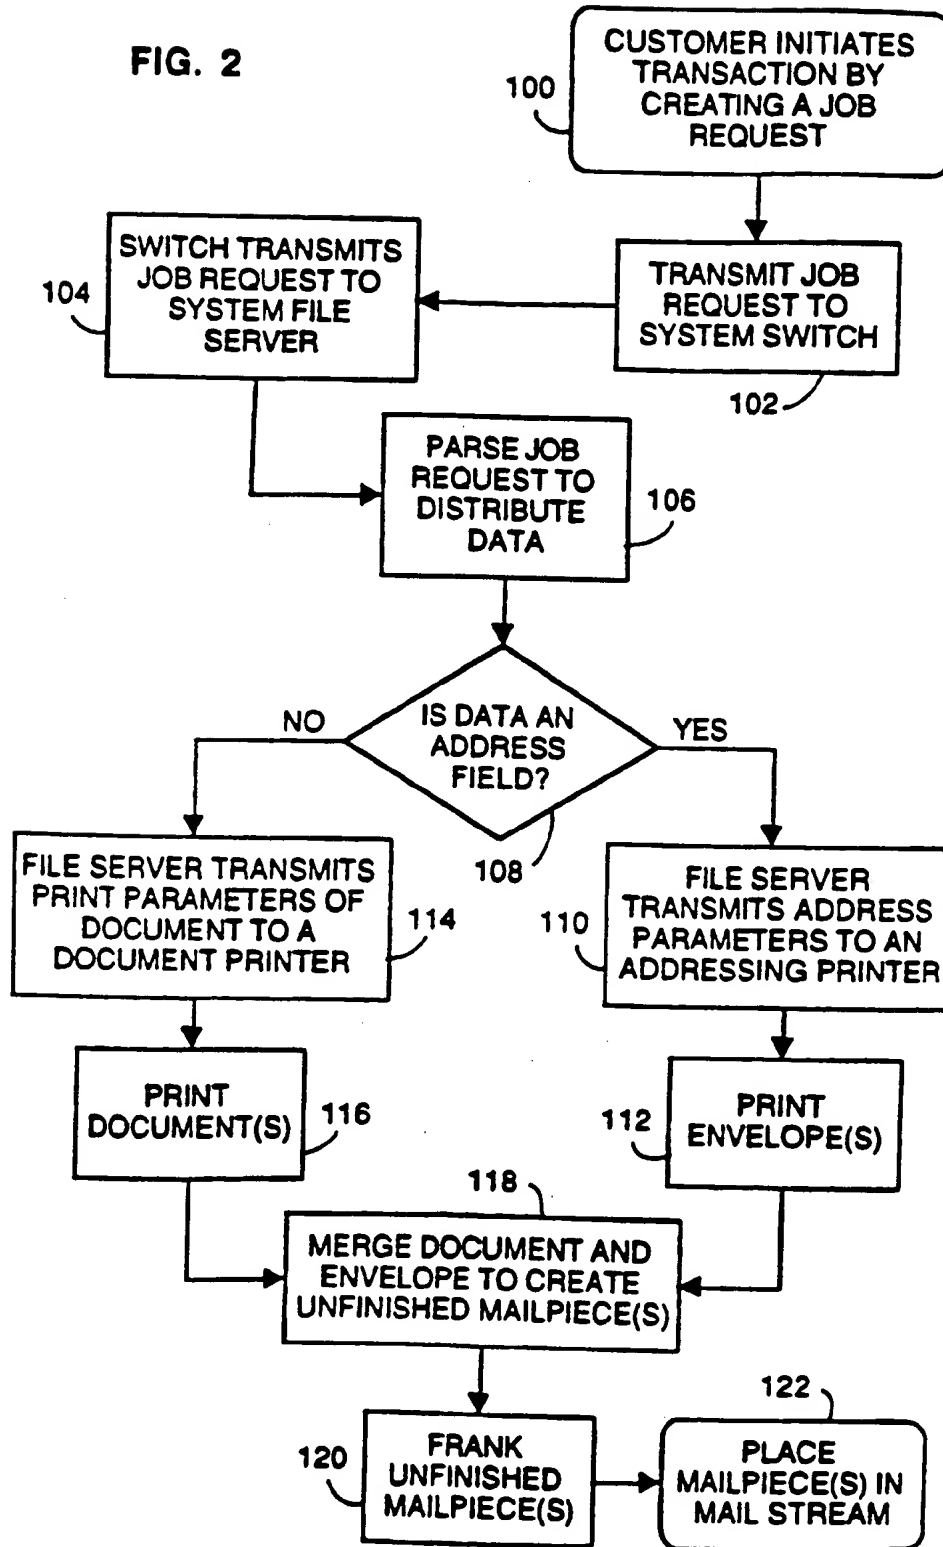 FIG. 2
CUSTOMER INITIATES
TRANSACTION BY
CREATING A JOB
REQUEST
100
SWITCH TRANSMITS
JOB REQUEST TO
SYSTEM FILE
SERVER
104
TRANSMIT JOB
REQUEST TO
SYSTEM SWITCH
102
PARSE JOB
REQUEST TO
DISTRIBUTE
DATA
106
IS DATA AN
ADDRESS
FIELD?
NO
YES
108
FILE SERVER TRANSMITS
PRINT PARAMETERS OF
DOCUMENT TO A
DOCUMENT PRINTER
114
110
FILE SERVER
TRANSMITS ADDRESS
PARAMETERS TO AN
ADDRESSING PRINTER
PRINT
DOCUMENT(S)
116
112
PRINT
ENVELOPE(S)
118
MERGE DOCUMENT AND
ENVELOPE TO CREATE
UNFINISHED MAILPIECE(S)
120
FRANK
UNFINISHED
MAILPIECE(S)
122
PLACE
MAILPIECE(S) IN
MAIL STREAM